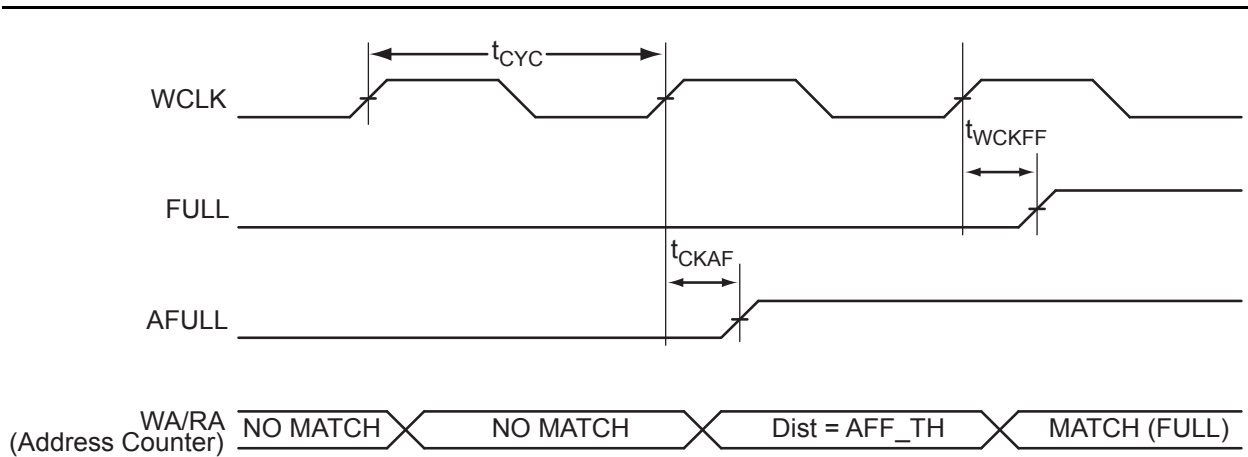 tCYC
WCLK
tWCKFF
FULL
tCKAF
AFULL
WA/RA
(Address Counter)
NO MATCH
NO MATCH
Dist = AFF_TH
MATCH (FULL)